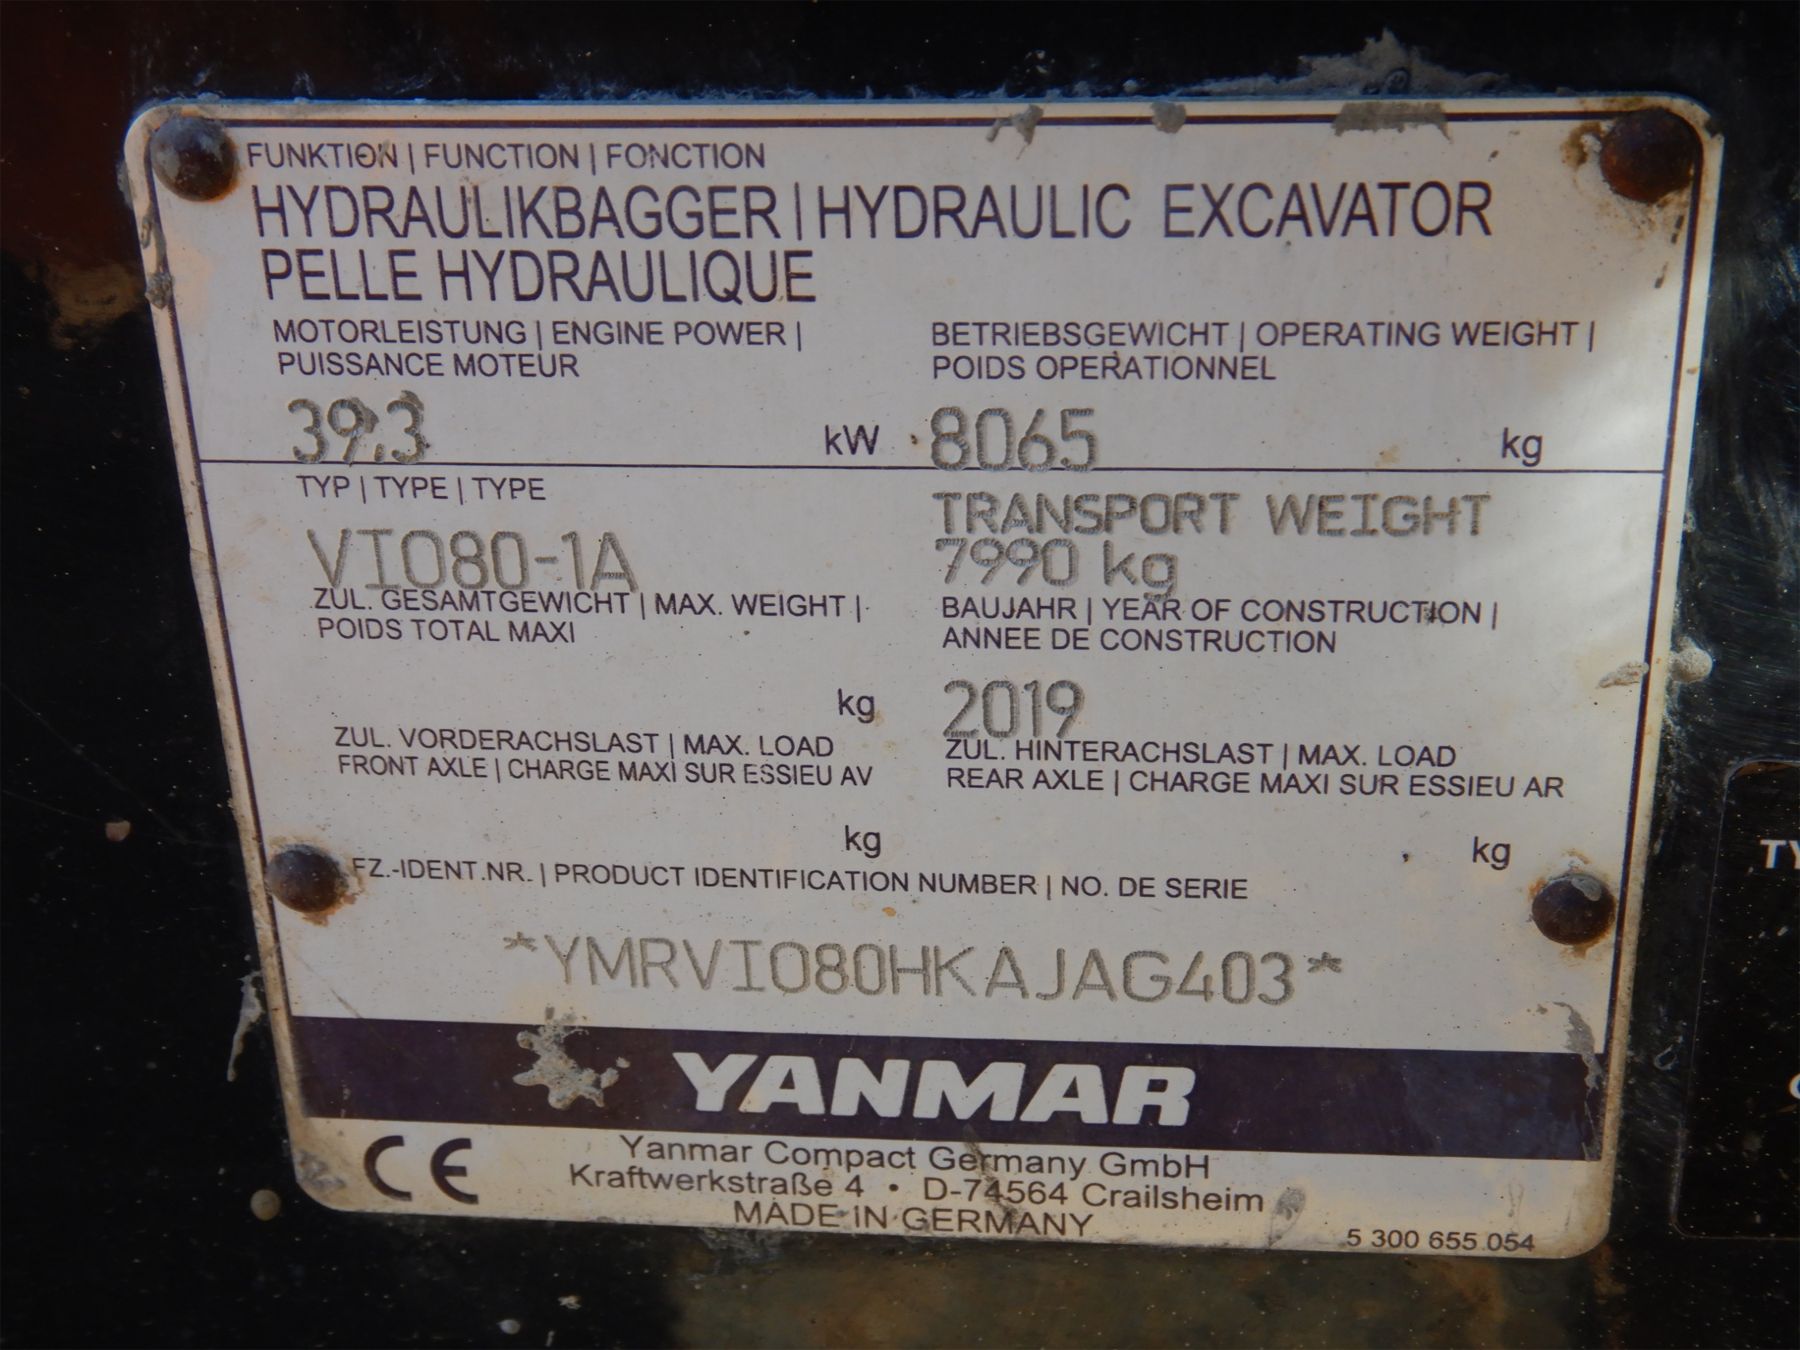 FUNKTION | FUNCTION | FONCTION
HYDRAULIKBAGGER | HYDRAULIC EXCAVATOR
PELLE HYDRAULIQUE
MOTORLEISTUNG | ENGINE POWER |
PUISSANCE MOTEUR
39.3 kW
BETRIEBSGEWICHT | OPERATING WEIGHT |
POIDS OPERATIONNEL
8065 kg
TYP | TYPE | TYPE
VIO80-1A
TRANSPORT WEIGHT
7990 kg
ZUL. GESAMTGEWICHT | MAX. WEIGHT |
POIDS TOTAL MAXI
kg
BAUJAHR | YEAR OF CONSTRUCTION |
ANNEE DE CONSTRUCTION
2019
ZUL. VORDERACHSLAST | MAX. LOAD
FRONT AXLE | CHARGE MAXI SUR ESSIEU AV
kg
ZUL. HINTERACHSLAST | MAX. LOAD
REAR AXLE | CHARGE MAXI SUR ESSIEU AR
kg
FZ.-IDENT.NR. | PRODUCT IDENTIFICATION NUMBER | NO. DE SERIE
*YMRVIO80HKAJAG403*
YANMAR
CE
Yanmar Compact Germany GmbH
Kraftwerkstraße 4 • D-74564 Crailsheim
MADE IN GERMANY
5 300 655 054